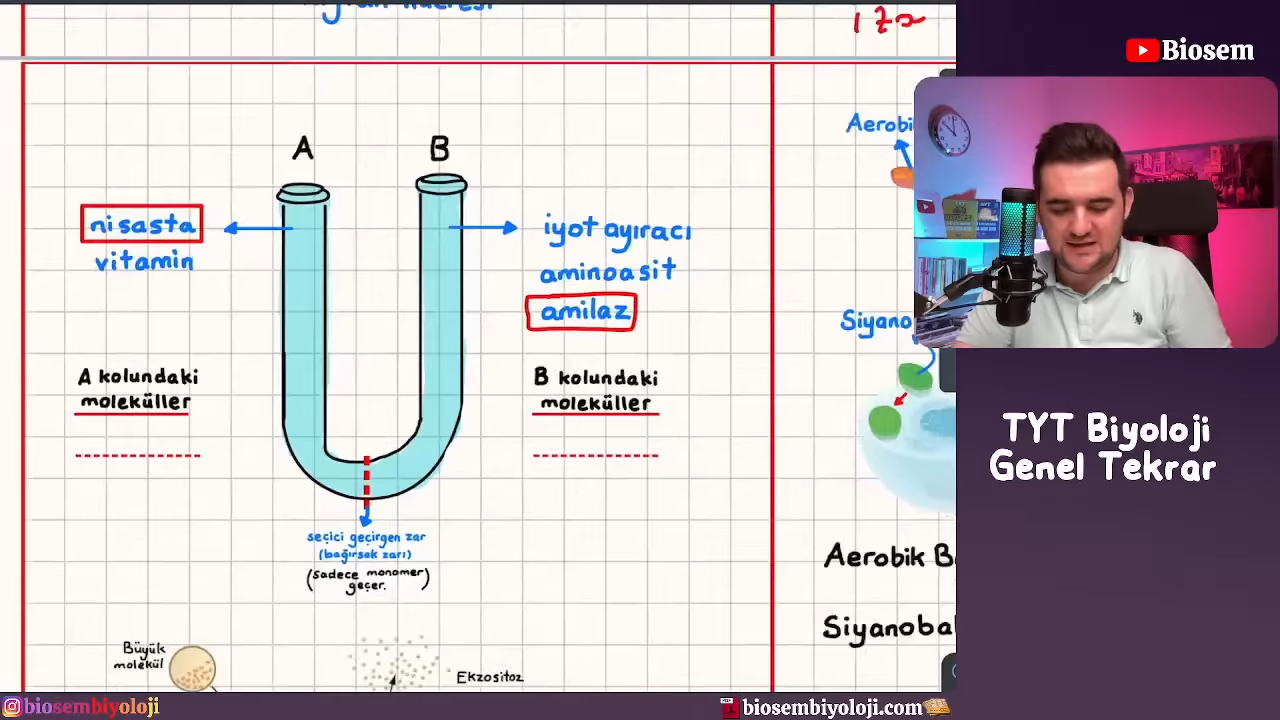 Biosem
A
B
nişasta
vitamin
iyot ayıracı
aminoasit
amilaz
A kolundaki
moleküller
B kolundaki
moleküller
seçici geçirgen zar
(bağırsak zarı)
(sadece monomer
geçer.)
Büyük
molekül
Ekzositoz
Aerobi
Siyano
Aerobik B
Siyanoba
TYT Biyoloji
Genel Tekrar
biosembiyoloji
biosembiyoloji.com